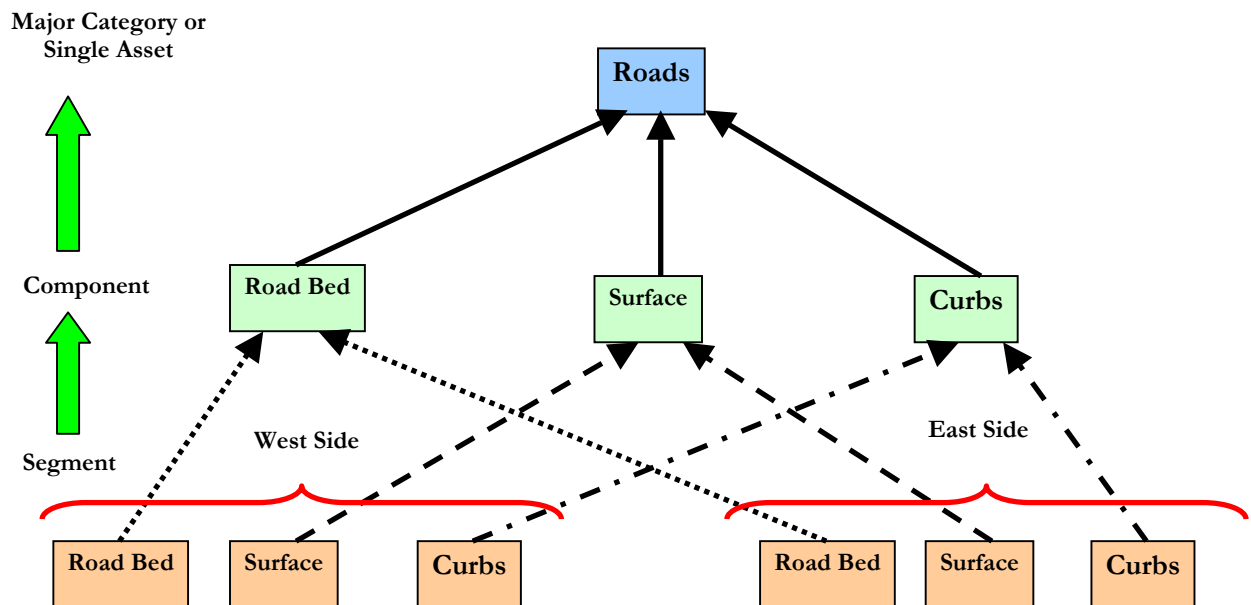 Major Category or
Single Asset
Roads
Component
Road Bed
Surface
Curbs
West Side
East Side
Segment
Road Bed
Surface
Curbs
Road Bed
Surface
Curbs